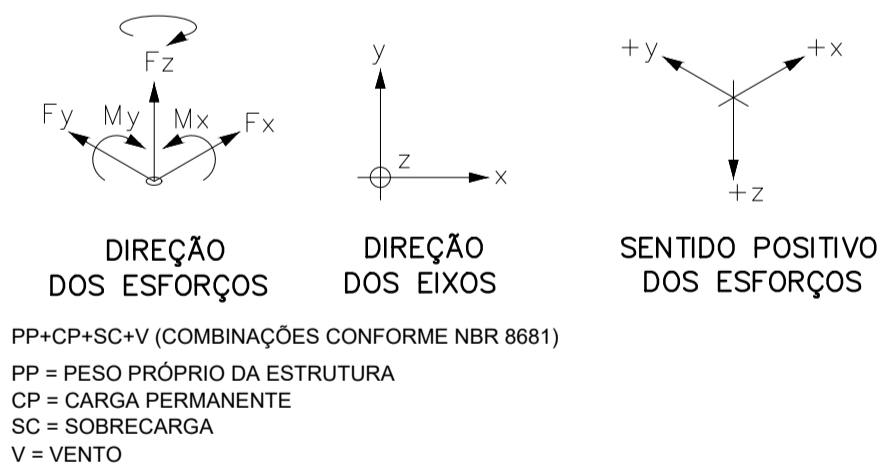 Fz
Fy
My
Mx
Fx
DIREÇÃO
DOS ESFORÇOS
y
z
x
DIREÇÃO
DOS EIXOS
+y
+x
+z
SENTIDO POSITIVO
DOS ESFORÇOS
PP+CP+SC+V (COMBINAÇÕES CONFORME NBR 8681)
PP = PESO PRÓPRIO DA ESTRUTURA
CP = CARGA PERMANENTE
SC = SOBRECARGA
V = VENTO